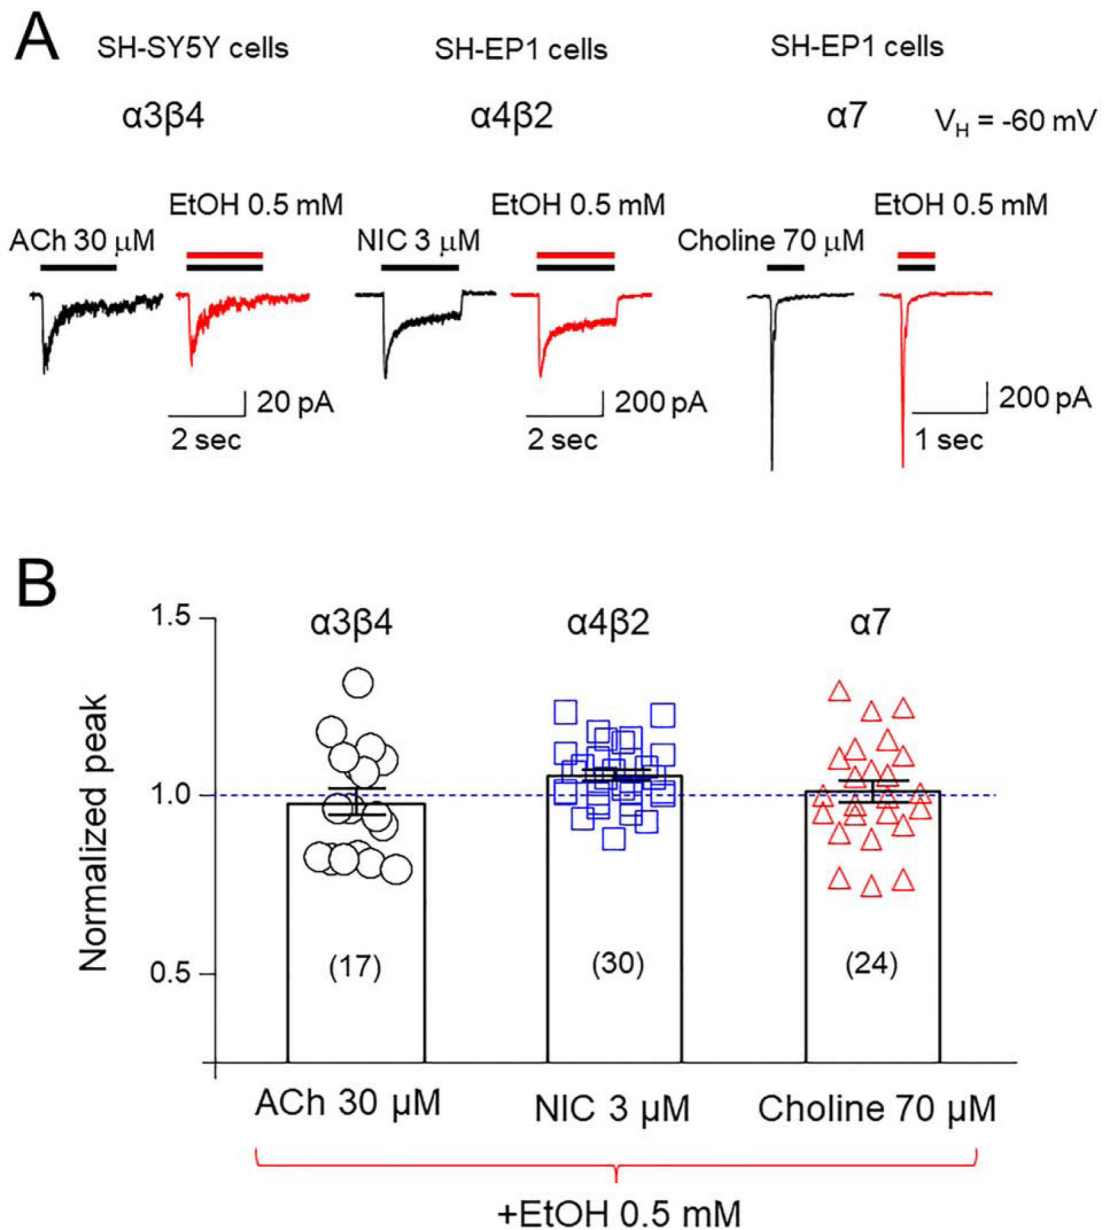 A
SH-SY5Y cells
SH-EP1 cells
SH-EP1 cells
α3β4
α4β2
α7
V_H = -60 mV
EtOH 0.5 mM
EtOH 0.5 mM
EtOH 0.5 mM
ACh 30 μM
NIC 3 μM
Choline 70 μM
20 pA
2 sec
200 pA
2 sec
200 pA
1 sec
B
Normalized peak
1.5
1.0
0.5
α3β4
α4β2
α7
(17)
(30)
(24)
ACh 30 μM
NIC 3 μM
Choline 70 μM
+EtOH 0.5 mM